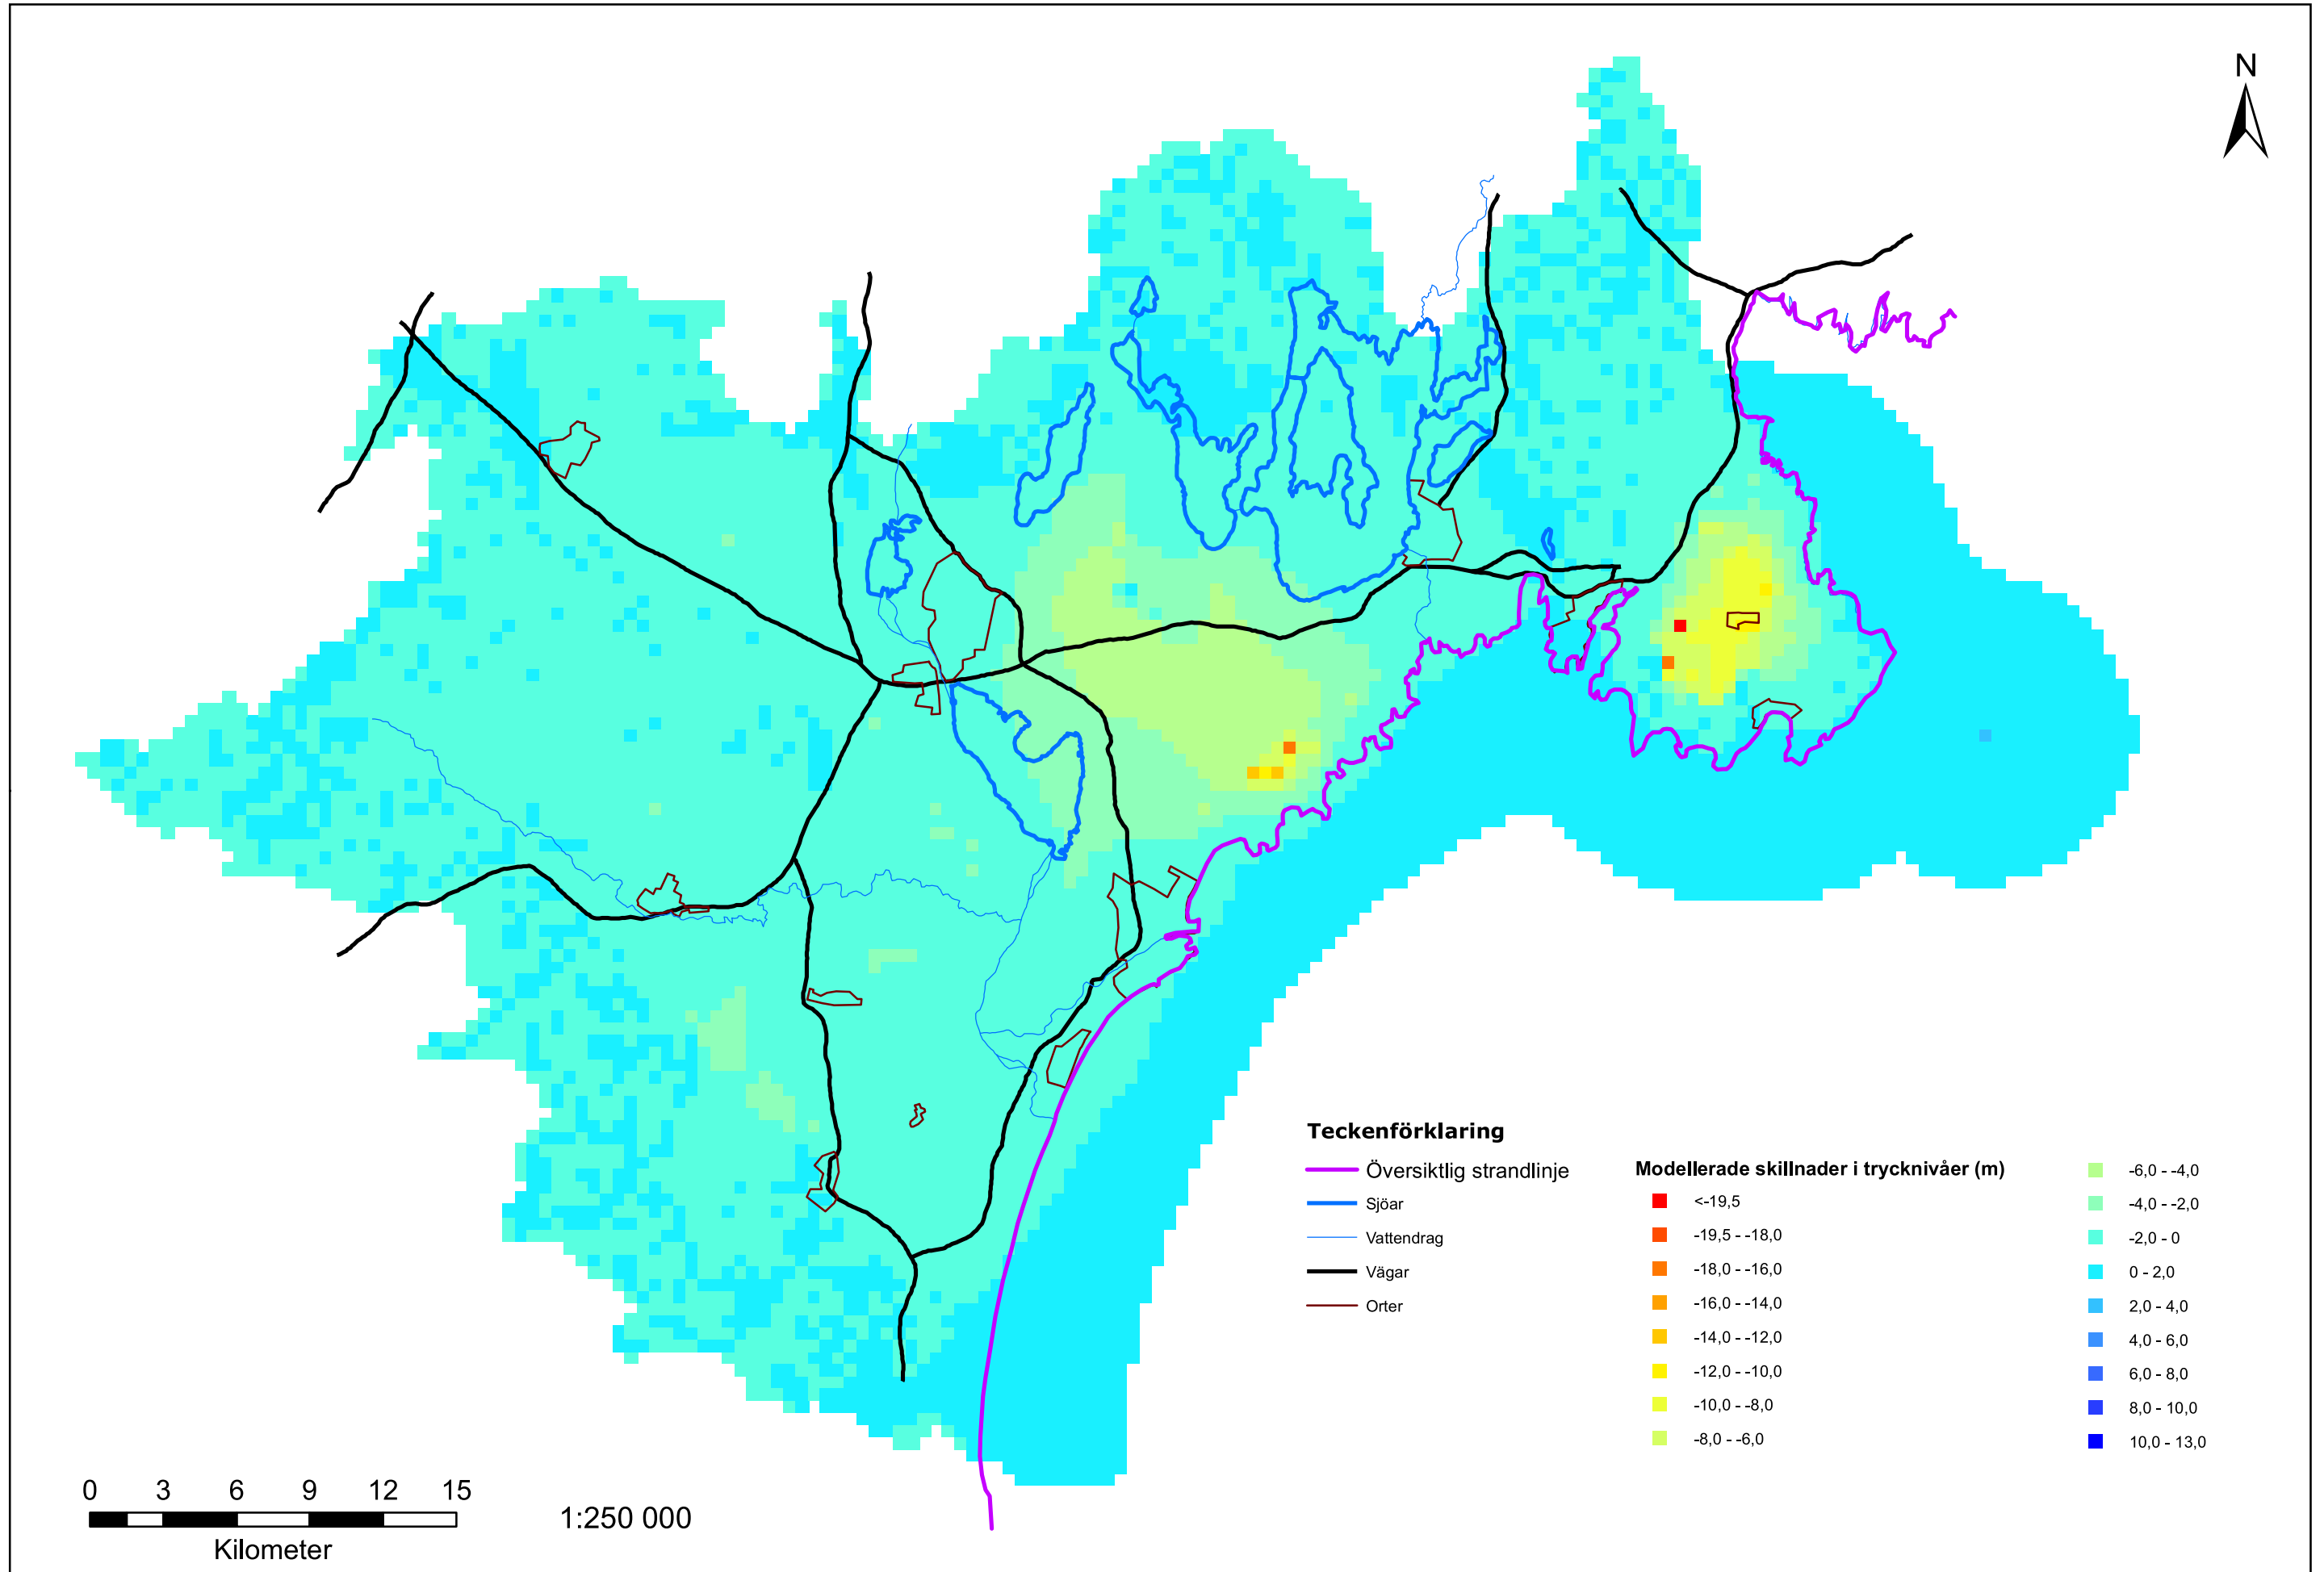 N
Teckenförklaring
Översiktlig strandlinje
Sjöar
Vattendrag
Vägar
Orter
Modellerade skillnader i trycknivåer (m)
<-19,5
-19,5 - -18,0
-18,0 - -16,0
-16,0 - -14,0
-14,0 - -12,0
-12,0 - -10,0
-10,0 - -8,0
-8,0 - -6,0
-6,0 - -4,0
-4,0 - -2,0
-2,0 - 0
0 - 2,0
2,0 - 4,0
4,0 - 6,0
6,0 - 8,0
8,0 - 10,0
10,0 - 13,0
0 3 6 9 12 15
Kilometer
1:250 000